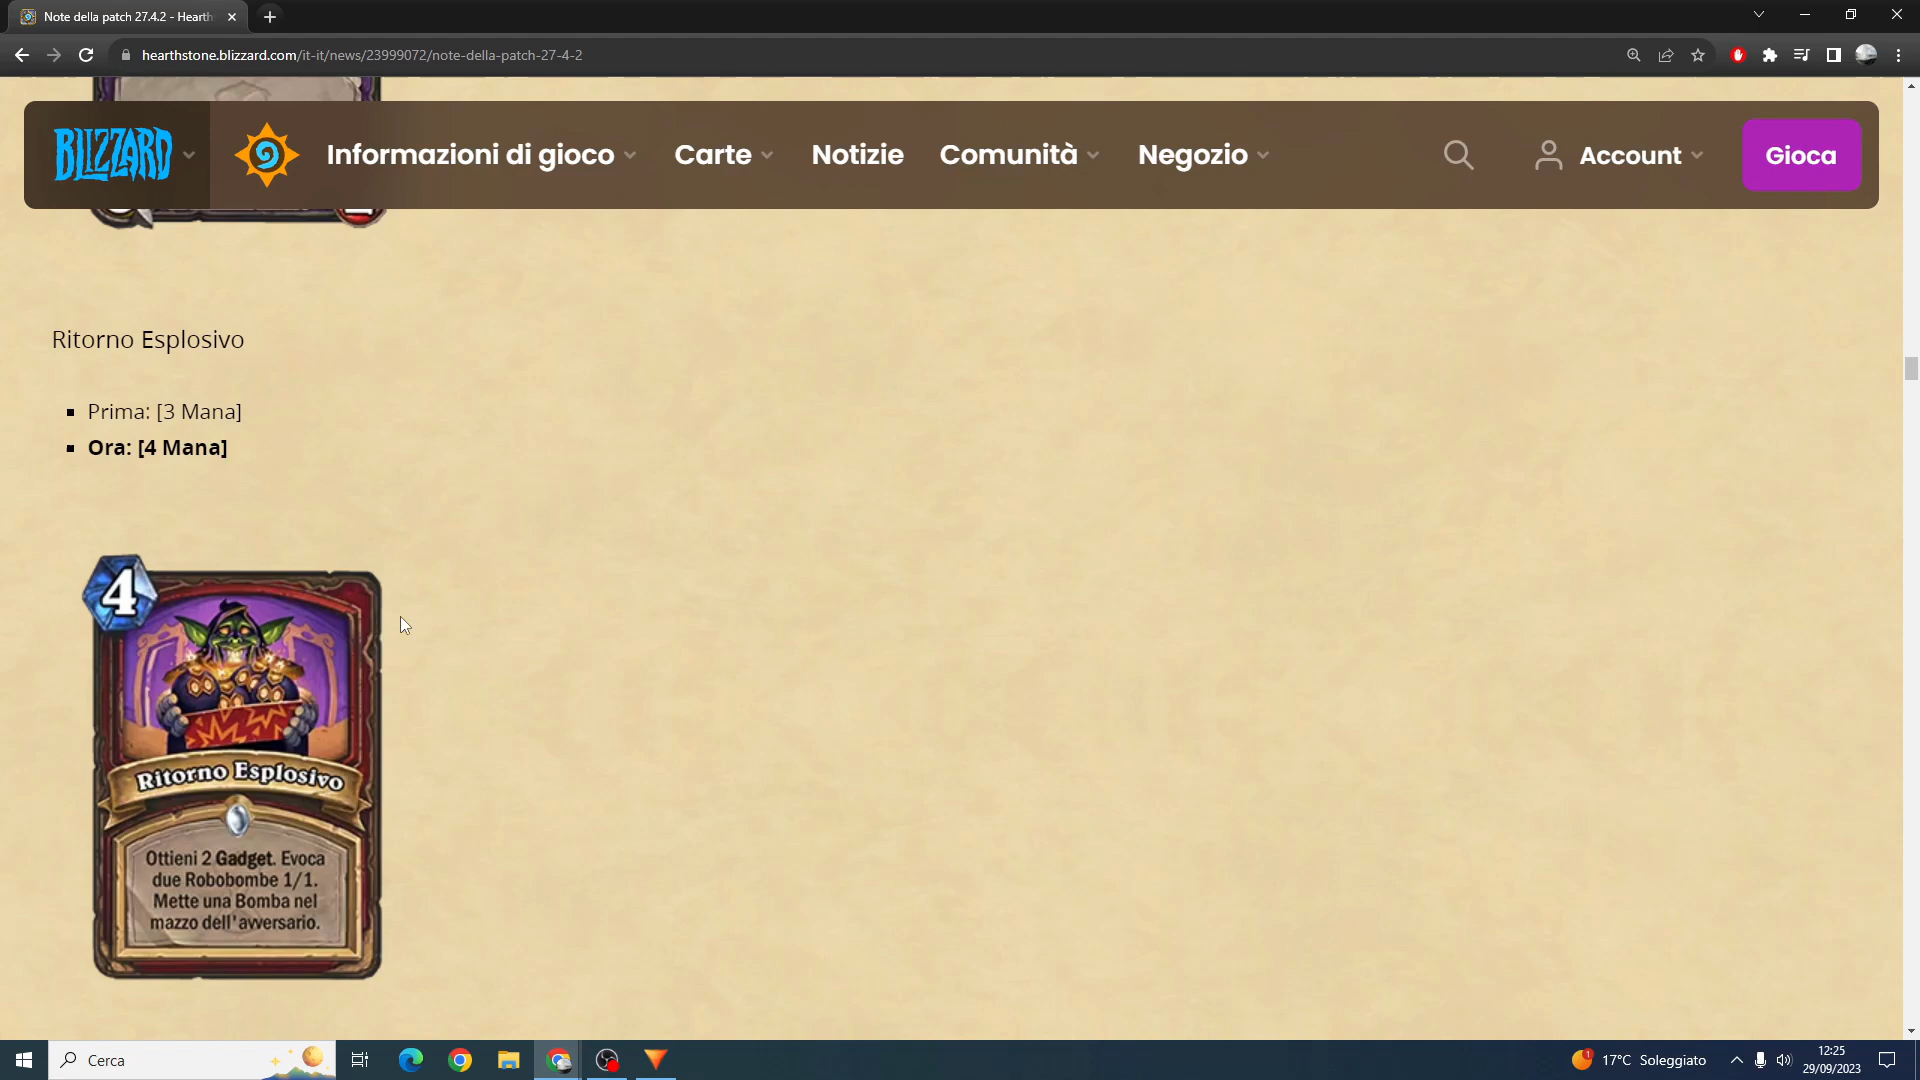 Note della patch 27.4.2 - Hearth
hearthstone.blizzard.com/it-it/news/23999072/note-della-patch-27-4-2
BLIZZARD
Informazioni di gioco
Carte
Notizie
Comunità
Negozio
Account
Gioca
Ritorno Esplosivo
Prima: [3 Mana]
Ora: [4 Mana]
4
Ritorno Esplosivo
Ottieni 2 Gadget. Evoca
due Robobombe 1/1.
Mette una Bomba nel
mazzo dell'avversario.
Cerca
1
17°C Soleggiato
12:25
29/09/2023